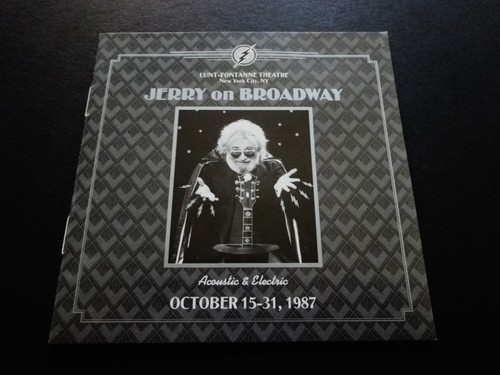 LUNT-FONTANNE THEATRE
New York City, NY
JERRY on BROADWAY
Acoustic & Electric
OCTOBER 15-31, 1987